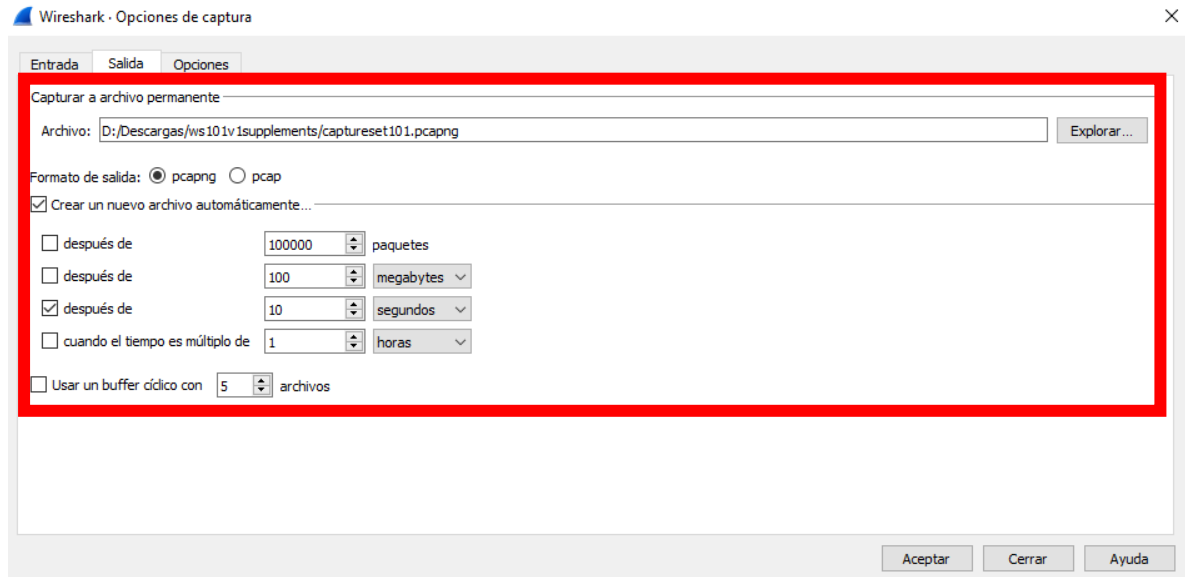 Wireshark · Opciones de captura
Entrada Salida Opciones
Capturar a archivo permanente
Archivo: D:/Descargas/ws101v1supplements/captureset101.pcapng Explorar...
Formato de salida: pcapng pcap
Crear un nuevo archivo automáticamente...
después de 100000 paquetes
después de 100 megabytes
después de 10 segundos
cuando el tiempo es múltiplo de 1 horas
Usar un buffer cíclico con 5 archivos
Aceptar Cerrar Ayuda